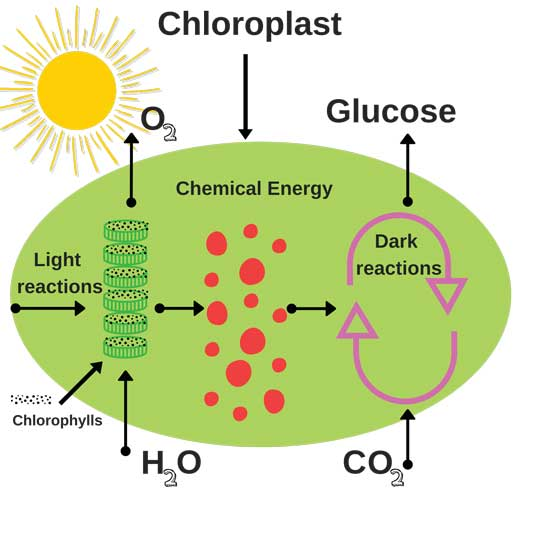 Chloroplast
O2
Glucose
Chemical Energy
Light
reactions
Dark
reactions
Chlorophylls
H2O
CO2